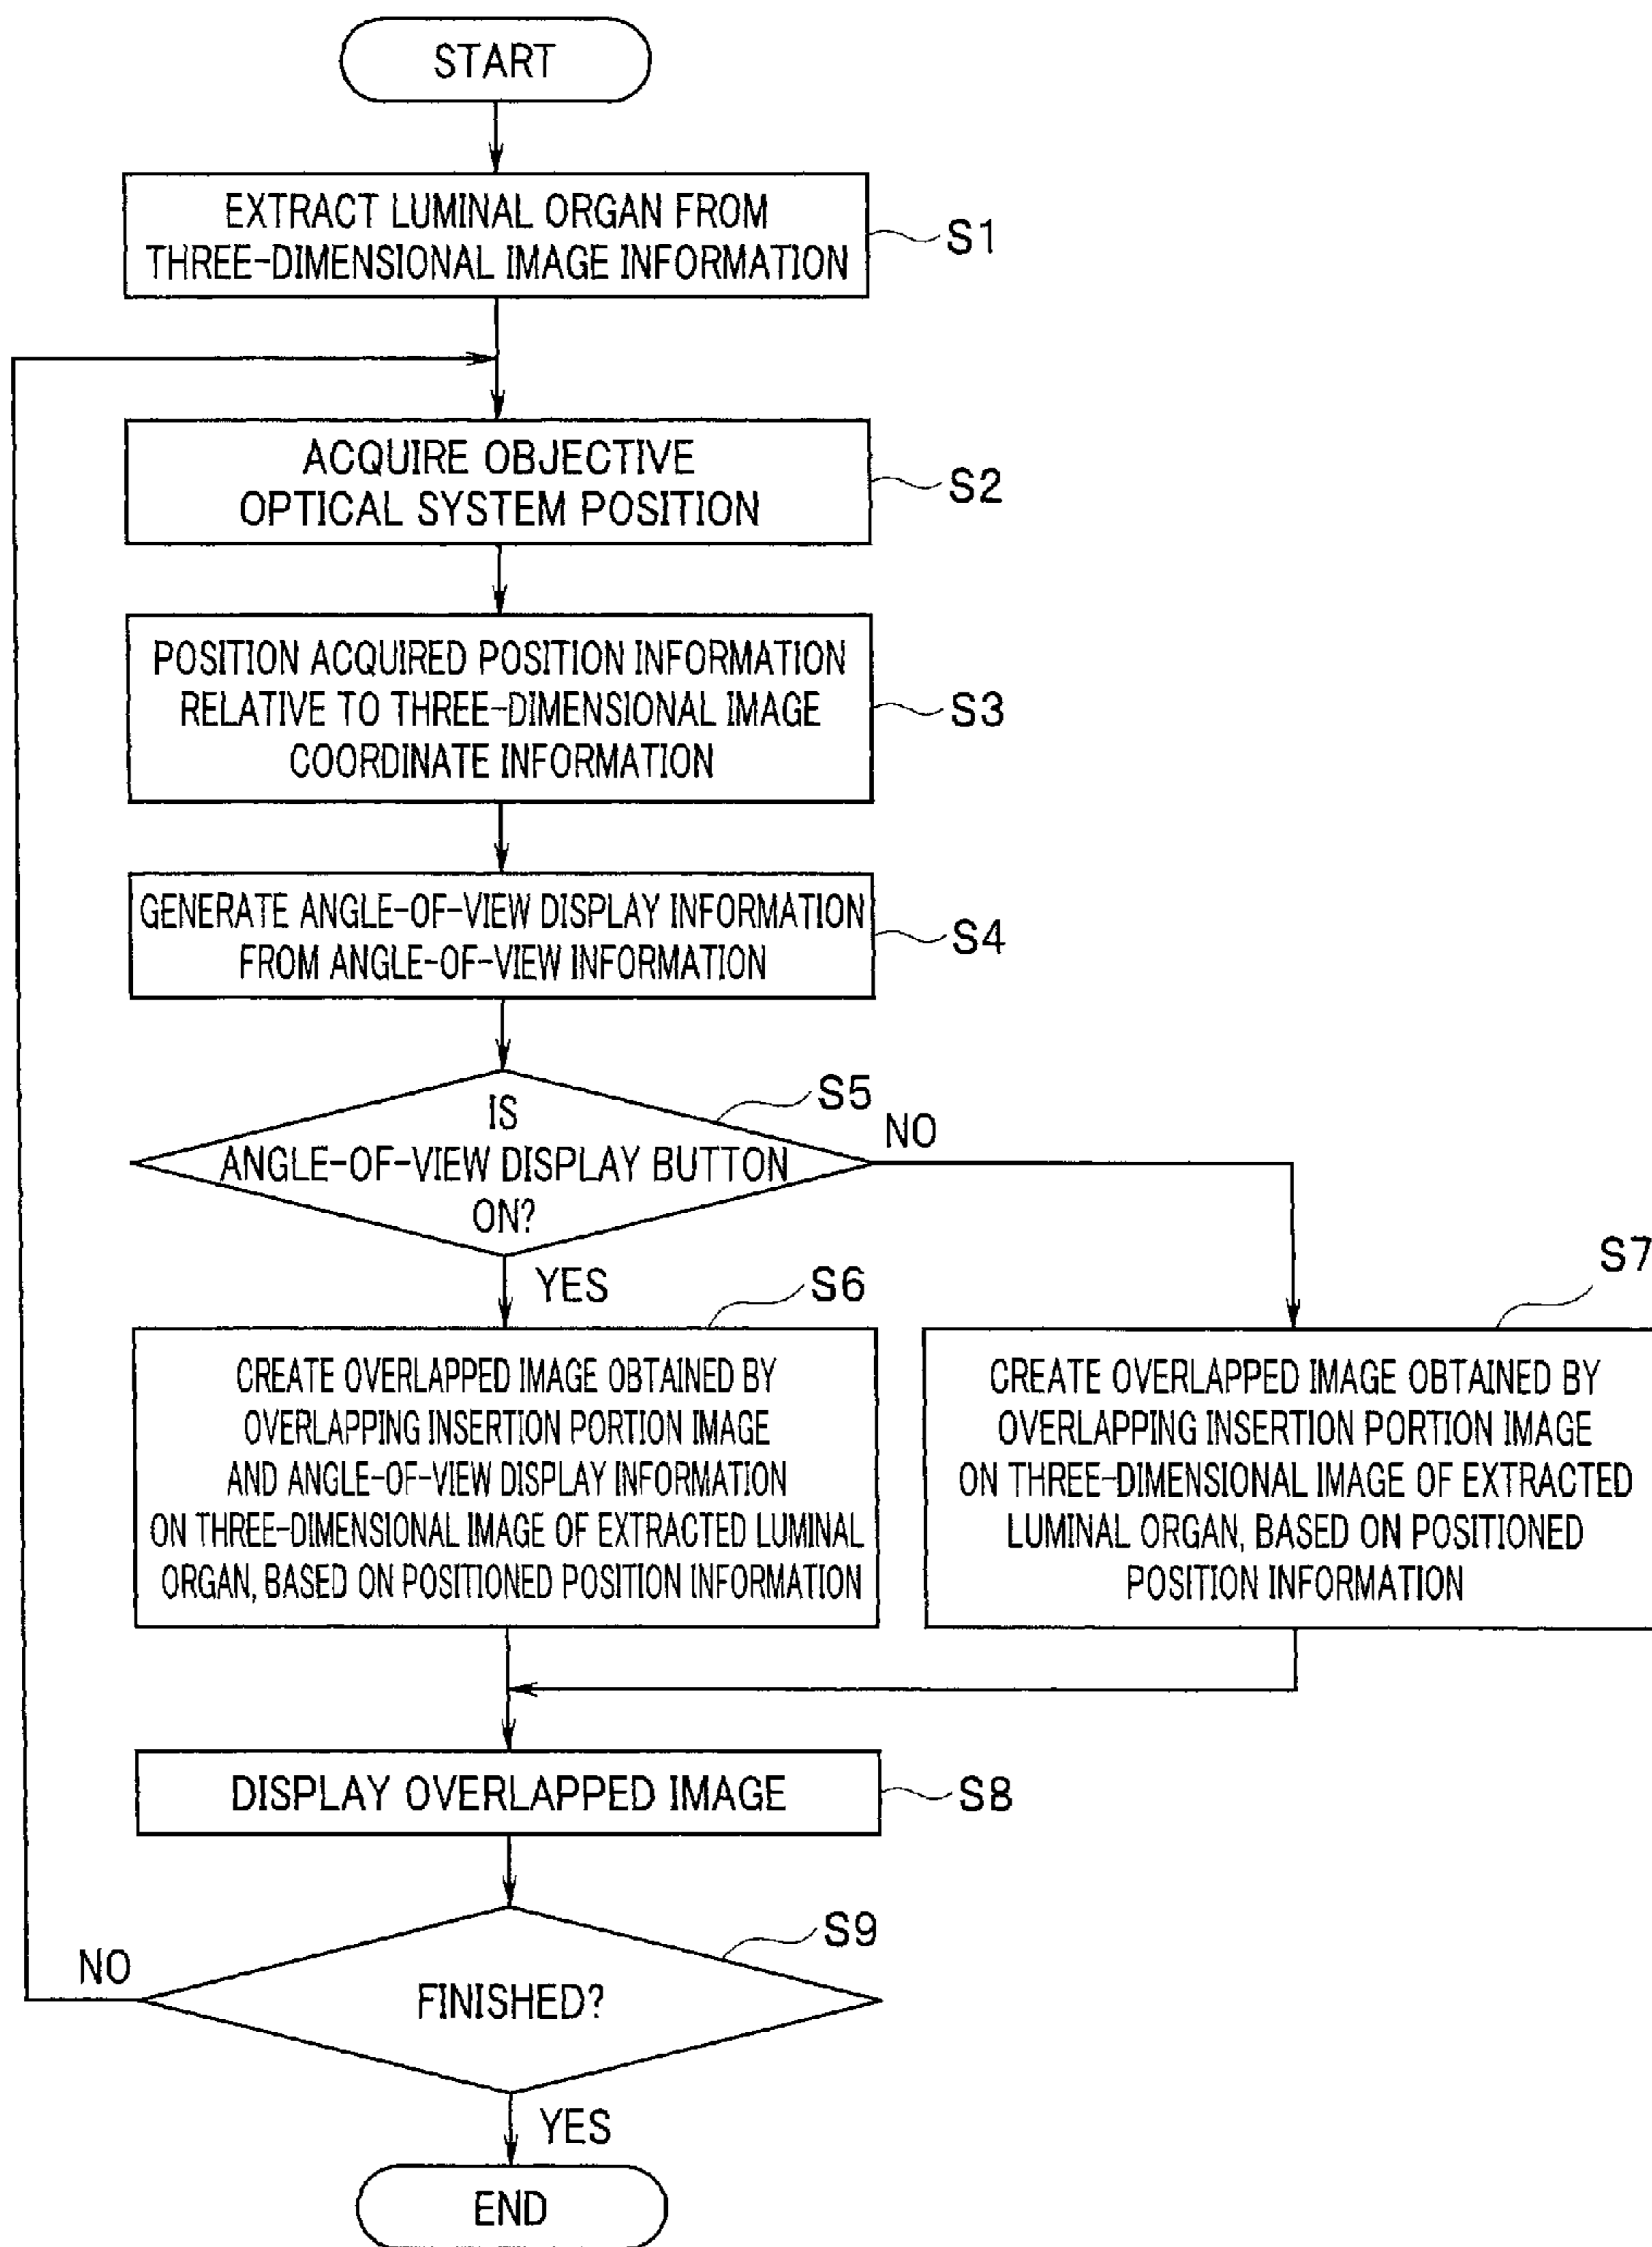 START
EXTRACT LUMINAL ORGAN FROM
THREE-DIMENSIONAL IMAGE INFORMATION
S1
ACQUIRE OBJECTIVE
OPTICAL SYSTEM POSITION
S2
POSITION ACQUIRED POSITION INFORMATION
RELATIVE TO THREE-DIMENSIONAL IMAGE
COORDINATE INFORMATION
S3
GENERATE ANGLE-OF-VIEW DISPLAY INFORMATION
FROM ANGLE-OF-VIEW INFORMATION
S4
IS
ANGLE-OF-VIEW DISPLAY BUTTON
ON?
S5
NO
YES
S6
CREATE OVERLAPPED IMAGE OBTAINED BY
OVERLAPPING INSERTION PORTION IMAGE
AND ANGLE-OF-VIEW DISPLAY INFORMATION
ON THREE-DIMENSIONAL IMAGE OF EXTRACTED LUMINAL
ORGAN, BASED ON POSITIONED POSITION INFORMATION
S7
CREATE OVERLAPPED IMAGE OBTAINED BY
OVERLAPPING INSERTION PORTION IMAGE
ON THREE-DIMENSIONAL IMAGE OF EXTRACTED
LUMINAL ORGAN, BASED ON POSITIONED
POSITION INFORMATION
DISPLAY OVERLAPPED IMAGE
S8
S9
NO
FINISHED?
YES
END